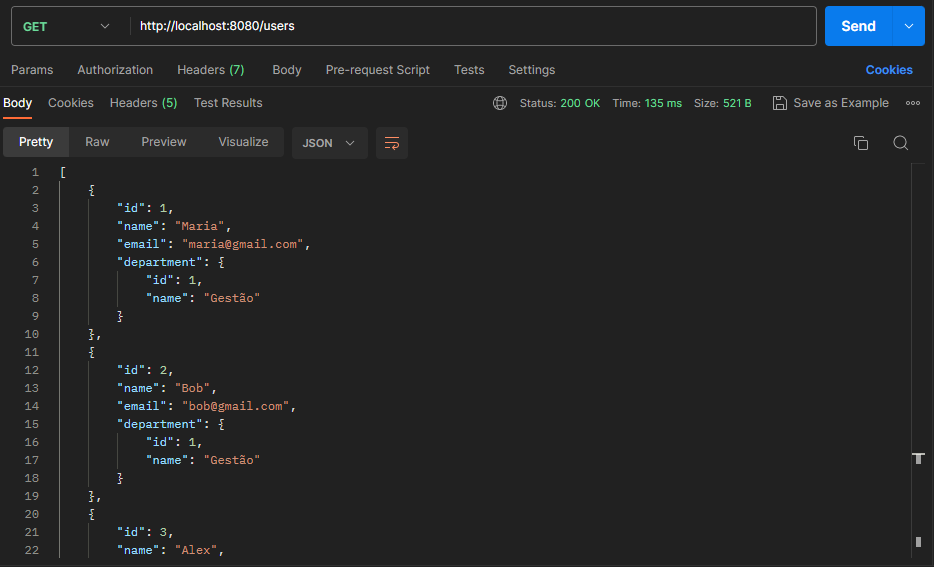 GET http://localhost:8080/users Send
Params Authorization Headers (7) Body Pre-request Script Tests Settings Cookies
Body Cookies Headers (5) Test Results Status: 200 OK Time: 135 ms Size: 521 B Save as Example
Pretty Raw Preview Visualize JSON
1 [
2 {
3 "id": 1,
4 "name": "Maria",
5 "email": "maria@gmail.com",
6 "department": {
7 "id": 1,
8 "name": "Gestão"
9 }
10 },
11 {
12 "id": 2,
13 "name": "Bob",
14 "email": "bob@gmail.com",
15 "department": {
16 "id": 1,
17 "name": "Gestão"
18 }
19 },
20 {
21 "id": 3,
22 "name": "Alex",